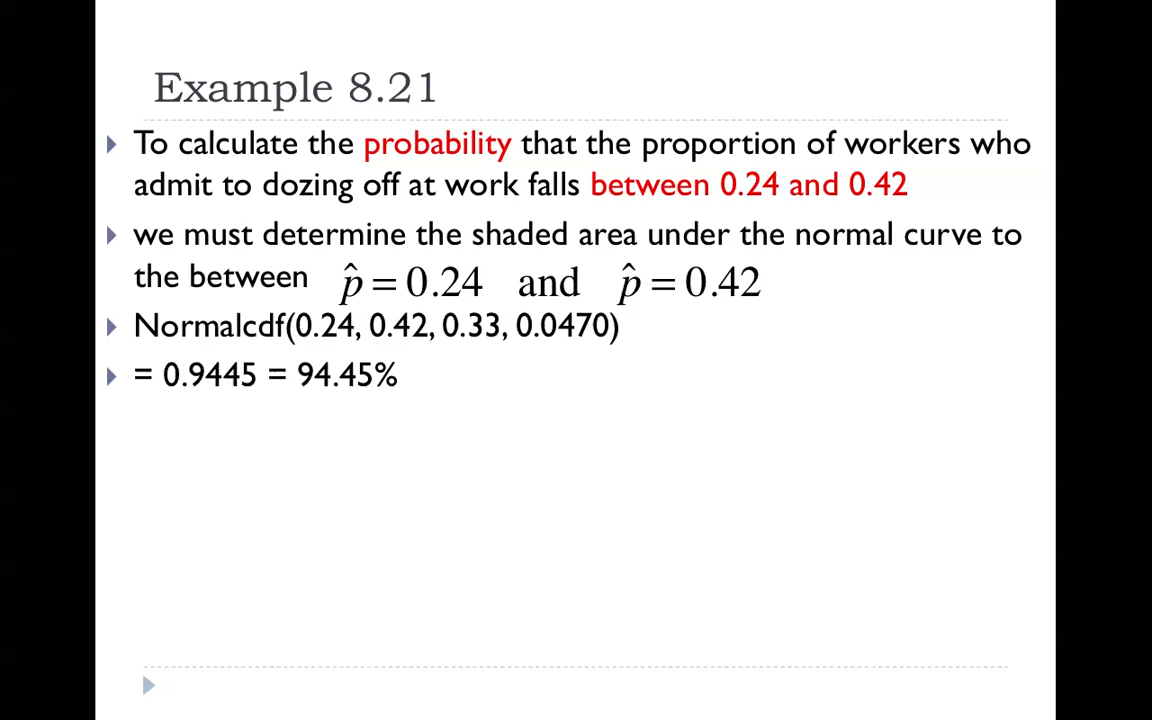 Example 8.21
To calculate the probability that the proportion of workers who
admit to dozing off at work falls between 0.24 and 0.42
we must determine the shaded area under the normal curve to
the between p̂ = 0.24 and p̂ = 0.42
Normalcdf(0.24, 0.42, 0.33, 0.0470)
= 0.9445 = 94.45%